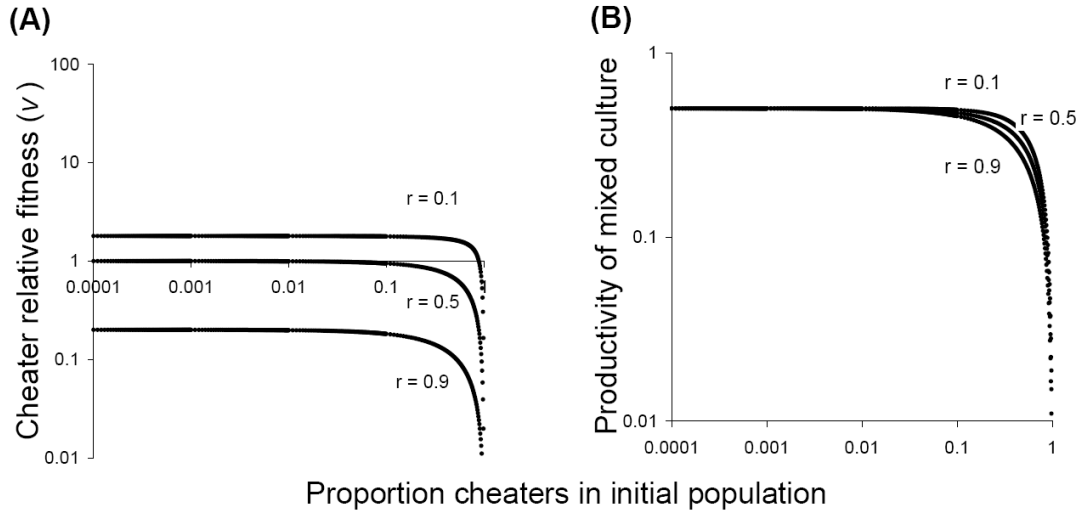 (A)
Cheater relative fitness (v)
100
10
1
0.1
0.01
0.0001
0.001
0.01
0.1
r = 0.1
r = 0.5
r = 0.9
(B)
Productivity of mixed culture
1
0.1
0.01
0.0001
0.001
0.01
0.1
1
r = 0.1
r = 0.5
r = 0.9
Proportion cheaters in initial population